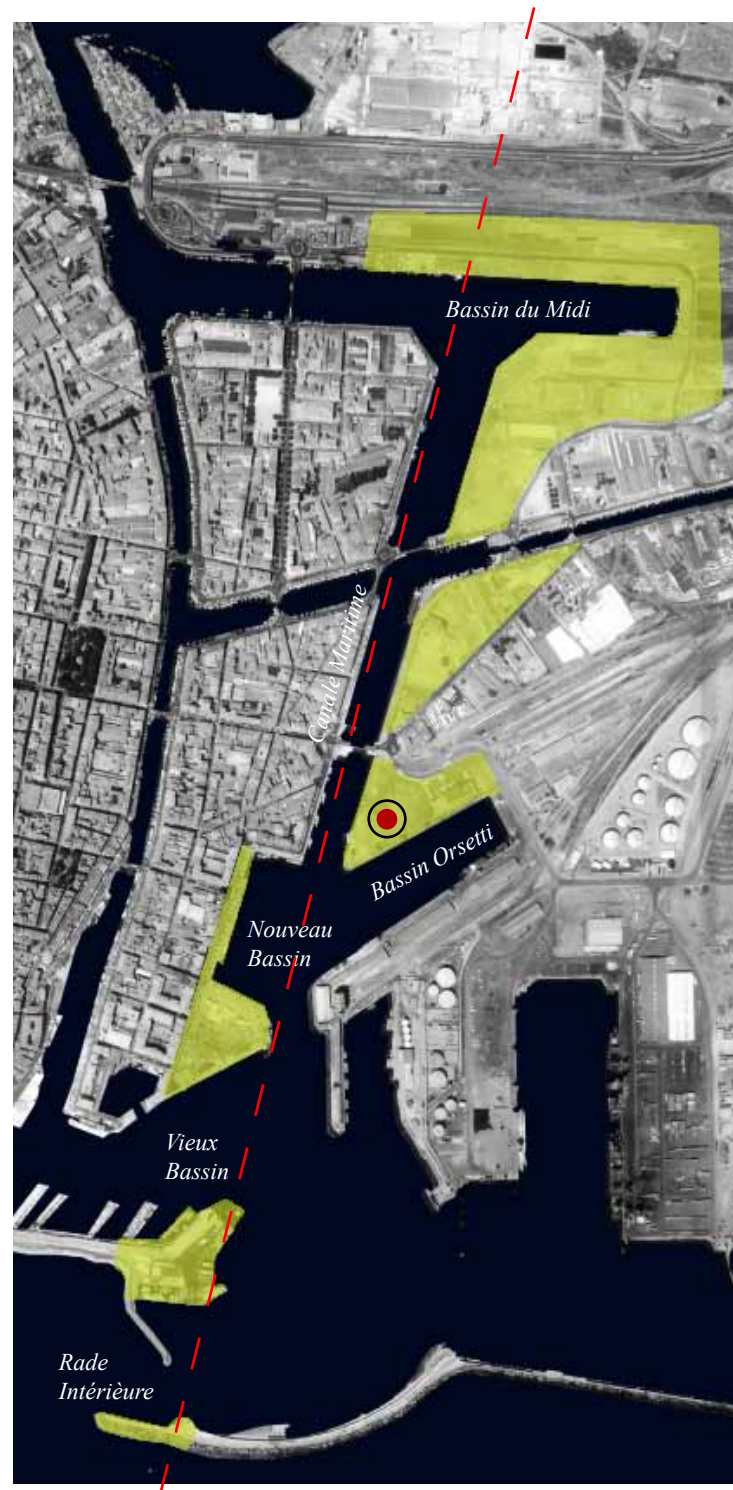 Bassin du Midi
Canale Maritime
Bassin Orsetti
Nouveau
Bassin
Vieux
Bassin
Rade
Intérièure